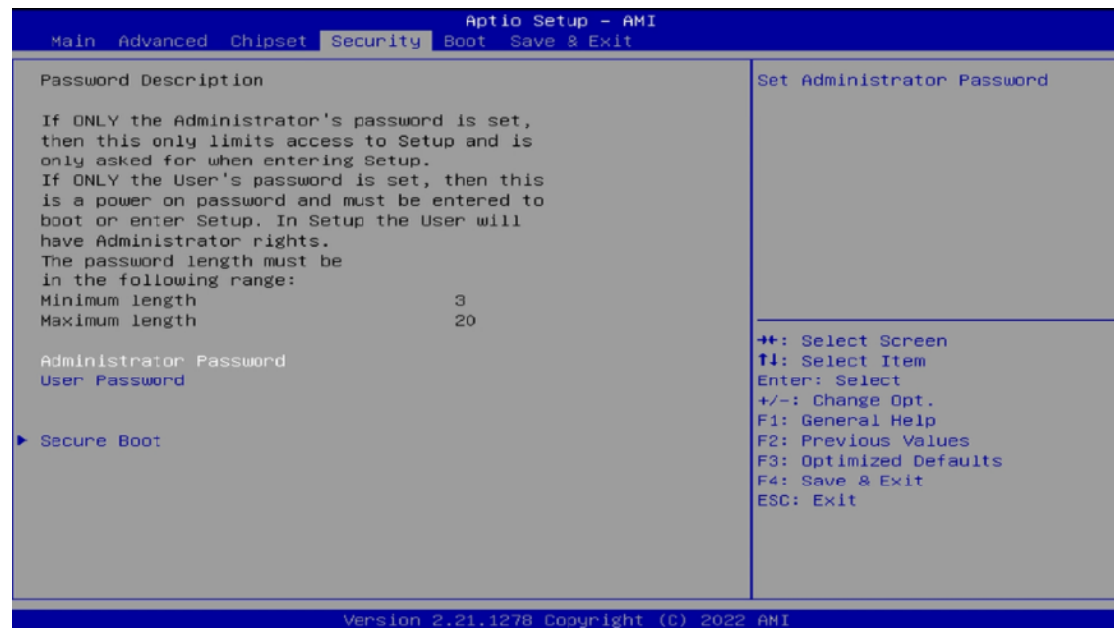 Aptio Setup – AMI
Main Advanced Chipset Security Boot Save & Exit
Password Description
If ONLY the Administrator's password is set,
then this only limits access to Setup and is
only asked for when entering Setup.
If ONLY the User's password is set, then this
is a power on password and must be entered to
boot or enter Setup. In Setup the User will
have Administrator rights.
The password length must be
in the following range:
Minimum length 3
Maximum length 20
Administrator Password
User Password
► Secure Boot
Set Administrator Password
→←: Select Screen
↑↓: Select Item
Enter: Select
+/-: Change Opt.
F1: General Help
F2: Previous Values
F3: Optimized Defaults
F4: Save & Exit
ESC: Exit
Version 2.21.1278 Copyright (C) 2022 AMI